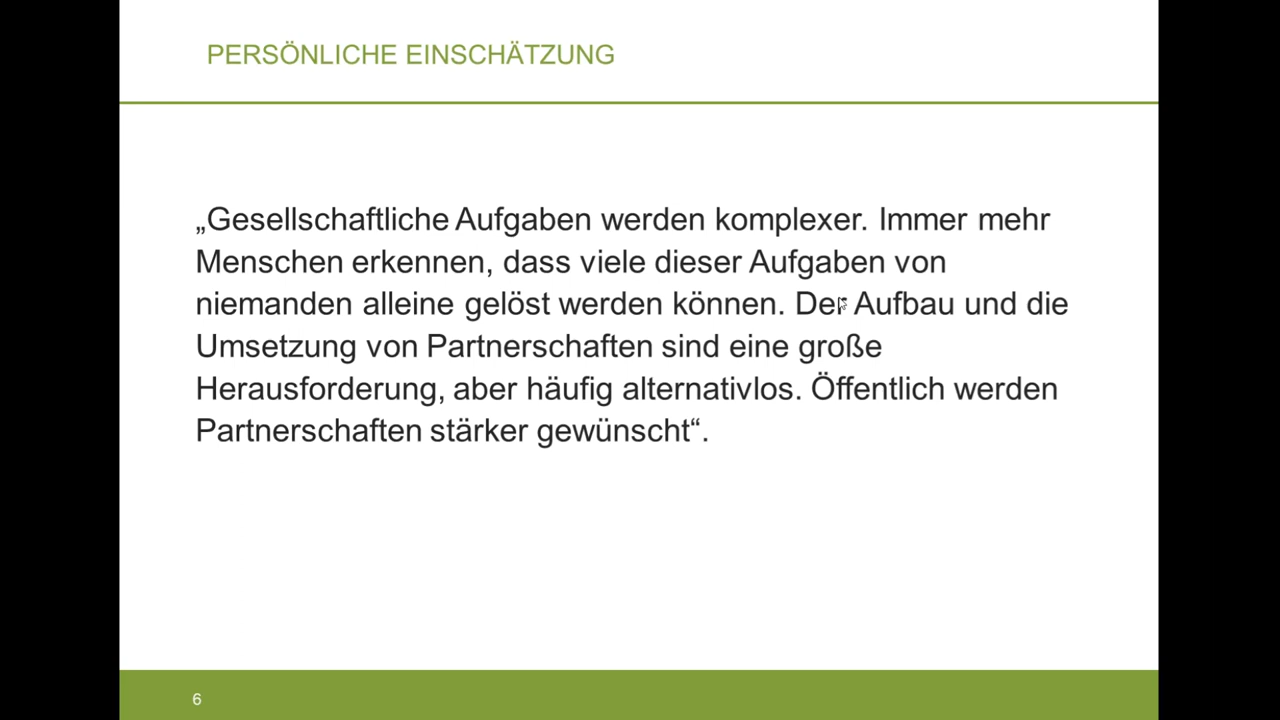 PERSÖNLICHE EINSCHÄTZUNG
„Gesellschaftliche Aufgaben werden komplexer. Immer mehr
Menschen erkennen, dass viele dieser Aufgaben von
niemanden alleine gelöst werden können. Der Aufbau und die
Umsetzung von Partnerschaften sind eine große
Herausforderung, aber häufig alternativlos. Öffentlich werden
Partnerschaften stärker gewünscht“.
6